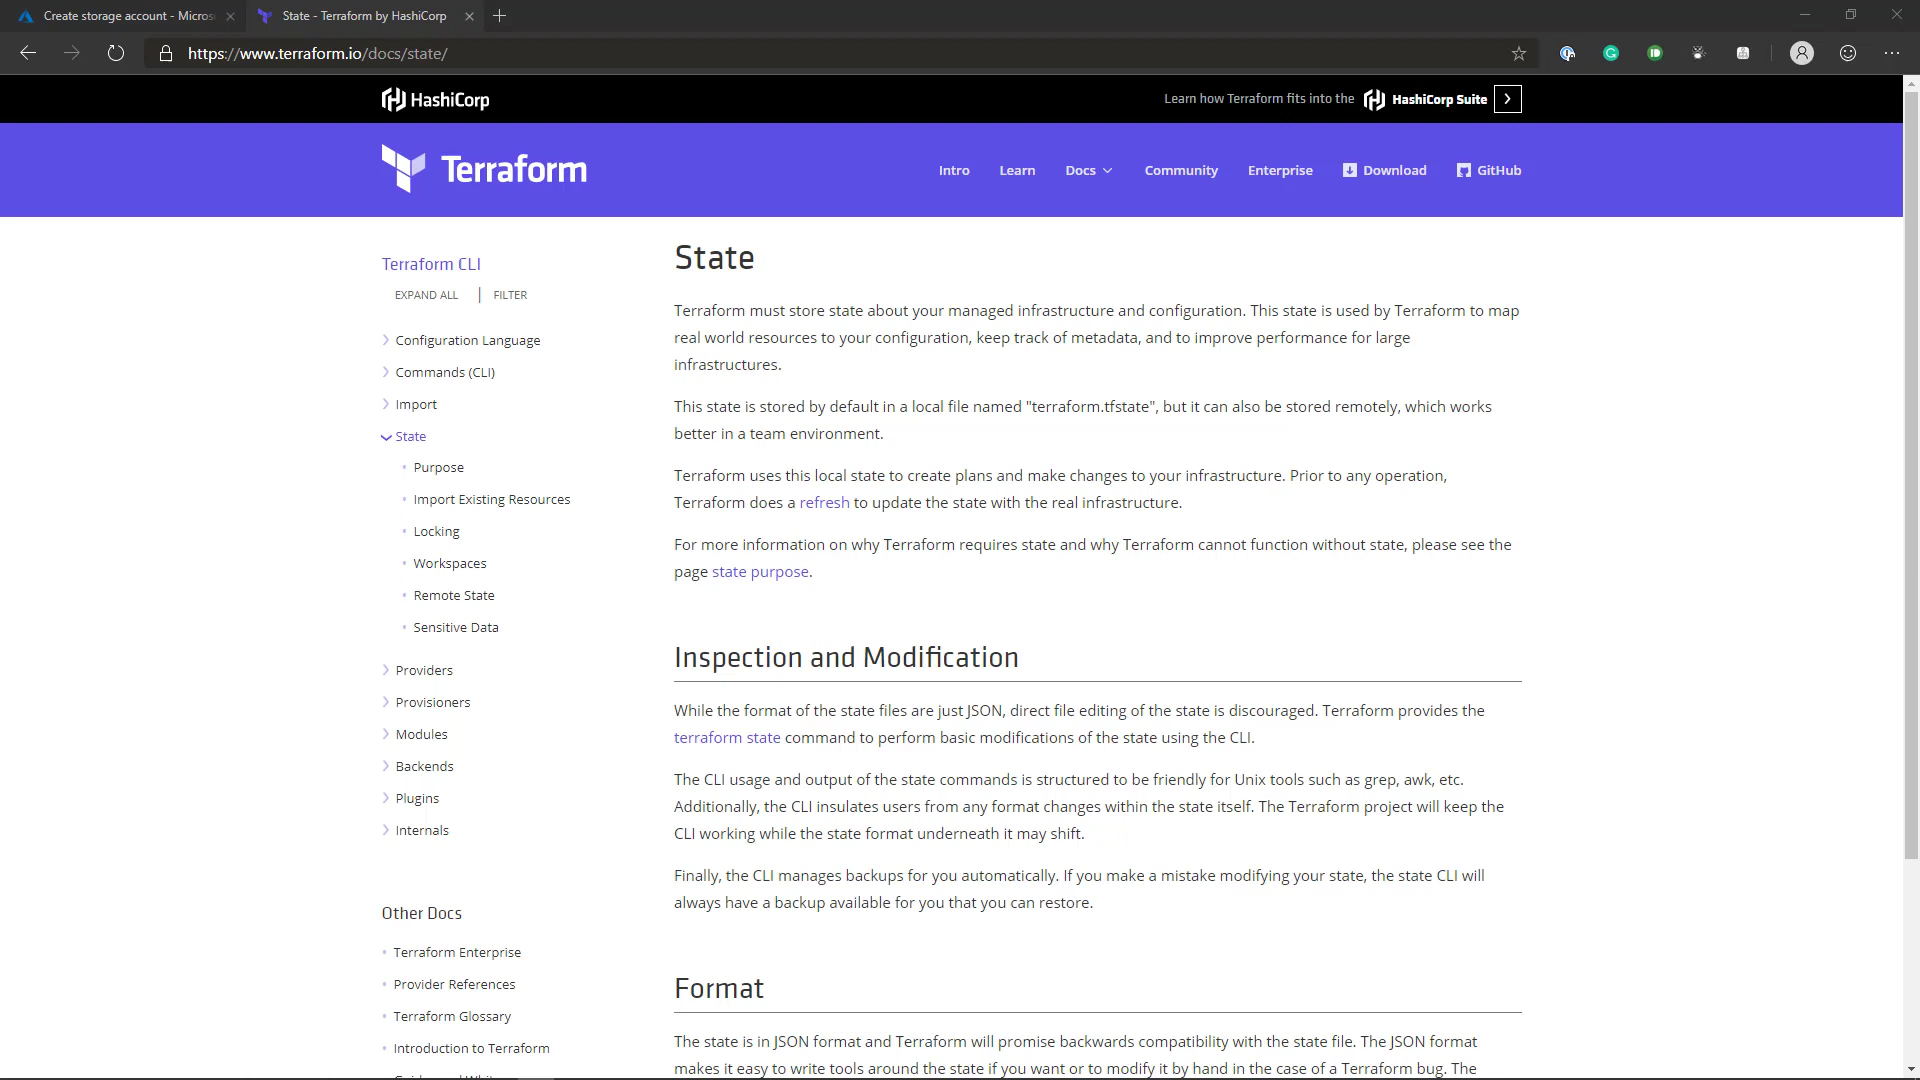 Create storage account - Micros
State - Terraform by HashiCorp
https://www.terraform.io/docs/state/
HashiCorp
Learn how Terraform fits into the
HashiCorp Suite
Terraform
Intro
Learn
Docs
Community
Enterprise
Download
GitHub
Terraform CLI
EXPAND ALL | FILTER
Configuration Language
Commands (CLI)
Import
State
Purpose
Import Existing Resources
Locking
Workspaces
Remote State
Sensitive Data
Providers
Provisioners
Modules
Backends
Plugins
Internals
Other Docs
Terraform Enterprise
Provider References
Terraform Glossary
Introduction to Terraform
State
Terraform must store state about your managed infrastructure and configuration. This state is used by Terraform to map
real world resources to your configuration, keep track of metadata, and to improve performance for large
infrastructures.
This state is stored by default in a local file named "terraform.tfstate", but it can also be stored remotely, which works
better in a team environment.
Terraform uses this local state to create plans and make changes to your infrastructure. Prior to any operation,
Terraform does a refresh to update the state with the real infrastructure.
For more information on why Terraform requires state and why Terraform cannot function without state, please see the
page state purpose.
Inspection and Modification
While the format of the state files are just JSON, direct file editing of the state is discouraged. Terraform provides the
terraform state command to perform basic modifications of the state using the CLI.
The CLI usage and output of the state commands is structured to be friendly for Unix tools such as grep, awk, etc.
Additionally, the CLI insulates users from any format changes within the state itself. The Terraform project will keep the
CLI working while the state format underneath it may shift.
Finally, the CLI manages backups for you automatically. If you make a mistake modifying your state, the state CLI will
always have a backup available for you that you can restore.
Format
The state is in JSON format and Terraform will promise backwards compatibility with the state file. The JSON format
makes it easy to write tools around the state if you want or to modify it by hand in the case of a Terraform bug. The